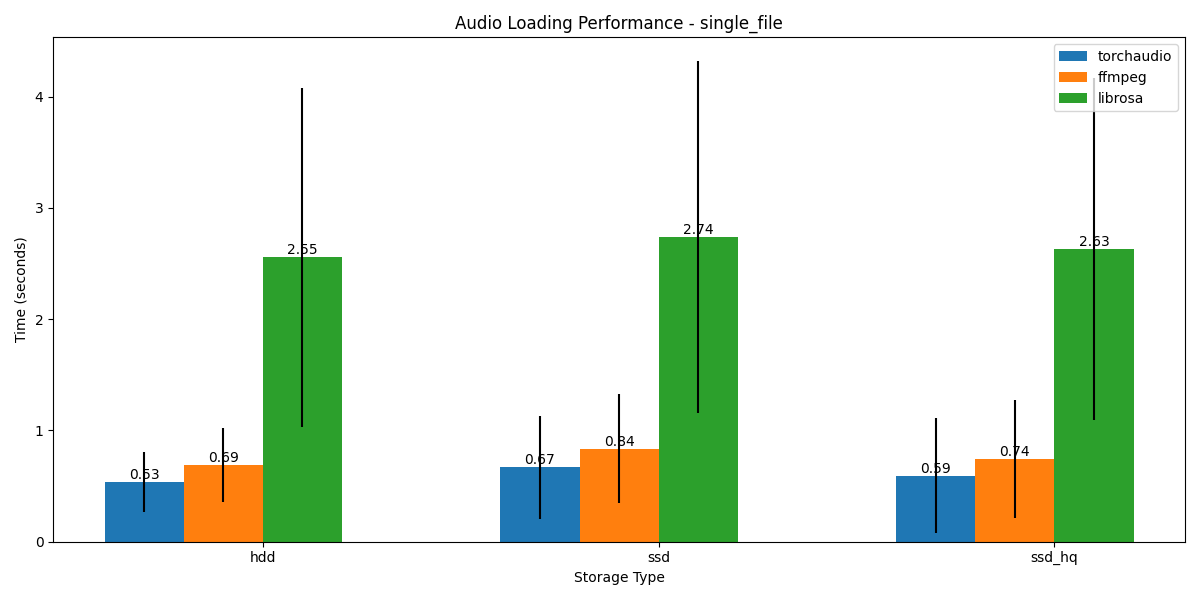 Audio Loading Performance - single_file
torchaudio
ffmpeg
librosa
Time (seconds)
4
3
2
1
0
0.53
0.69
2.55
0.67
0.84
2.74
0.59
0.74
2.63
hdd
ssd
ssd_hq
Storage Type